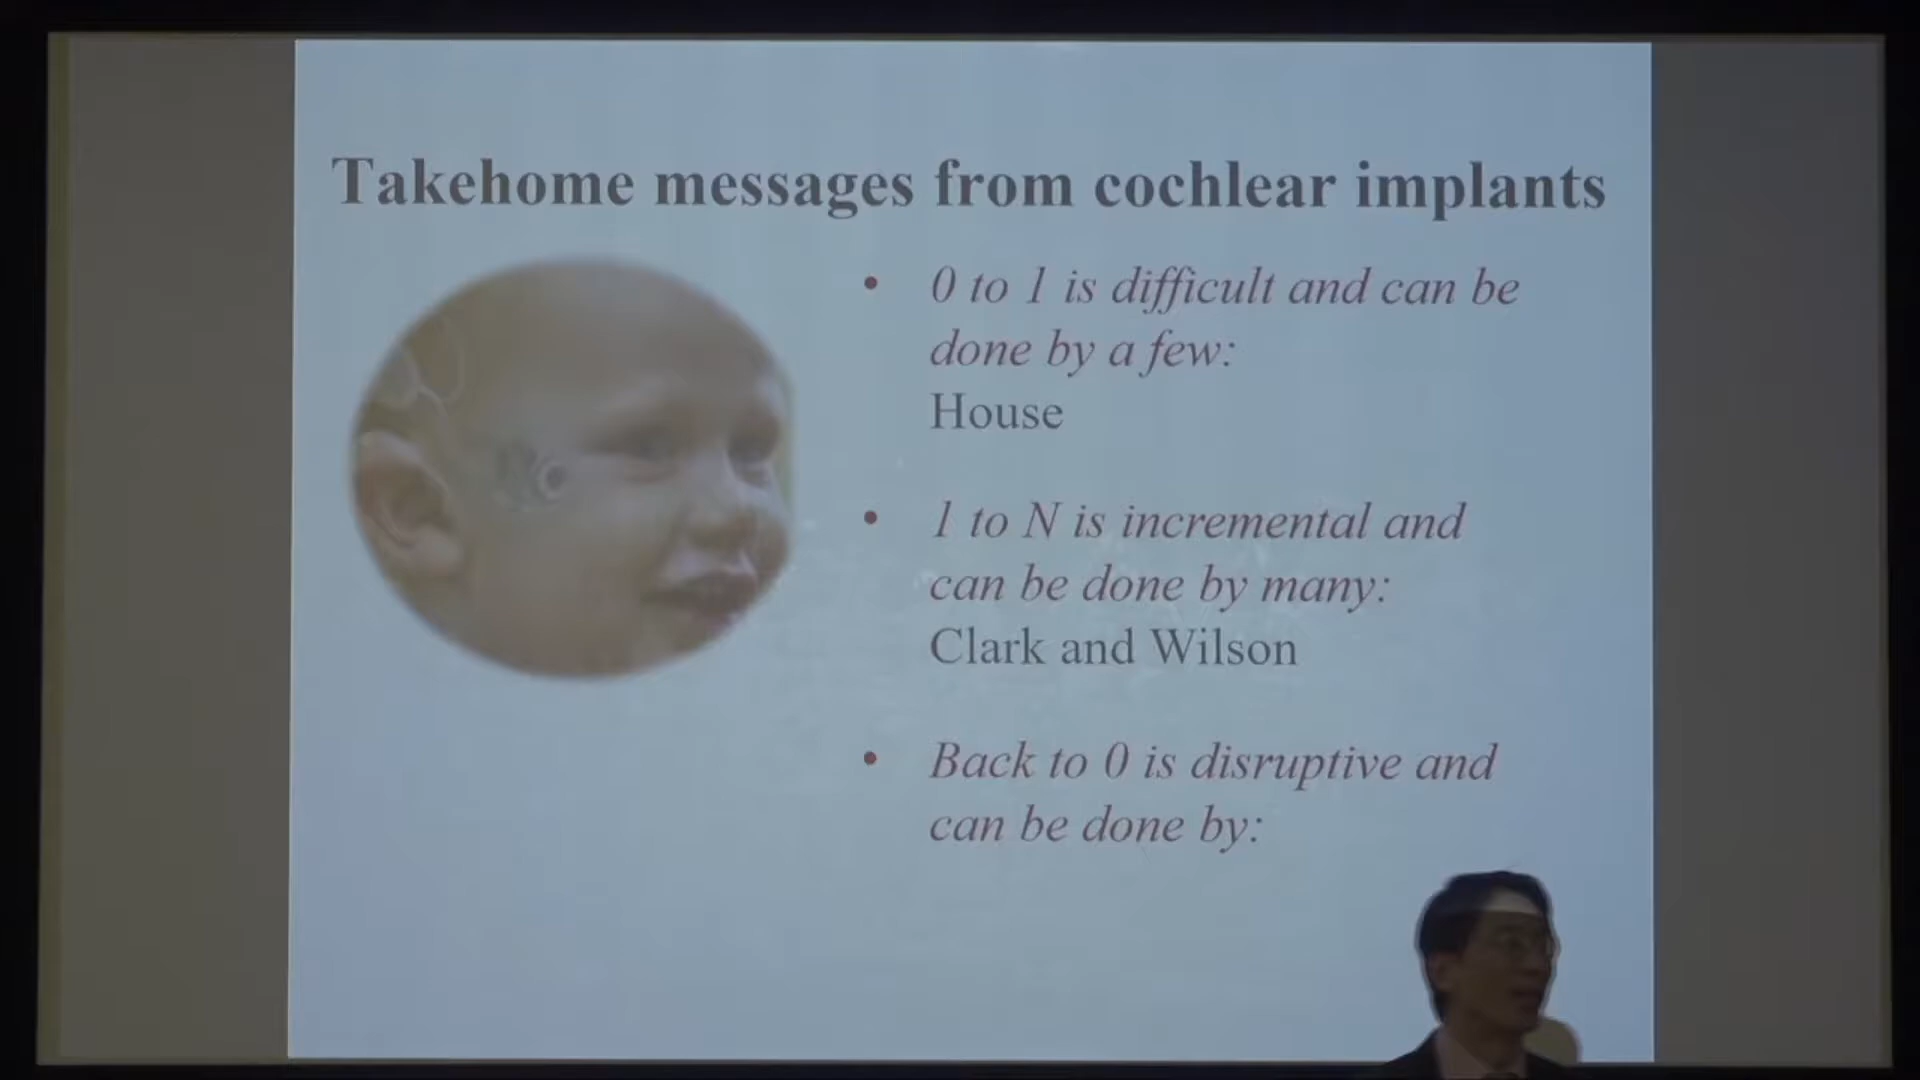 Takehome messages from cochlear implants
• 0 to 1 is difficult and can be
done by a few:
House
• 1 to N is incremental and
can be done by many:
Clark and Wilson
• Back to 0 is disruptive and
can be done by: